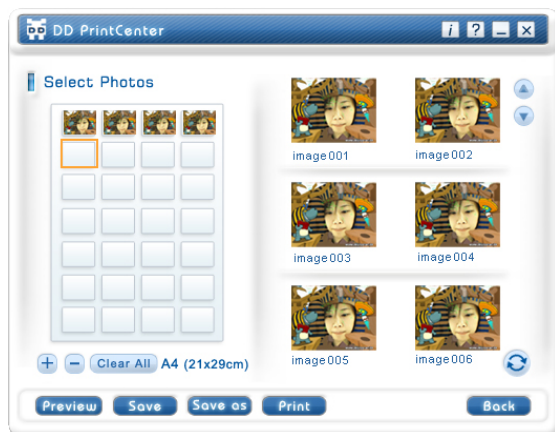 DD PrintCenter
i ? _ x
Select Photos
image001
image002
image003
image004
image005
image006
+ − Clear All A4 (21x29cm)
Preview Save Save as Print Back